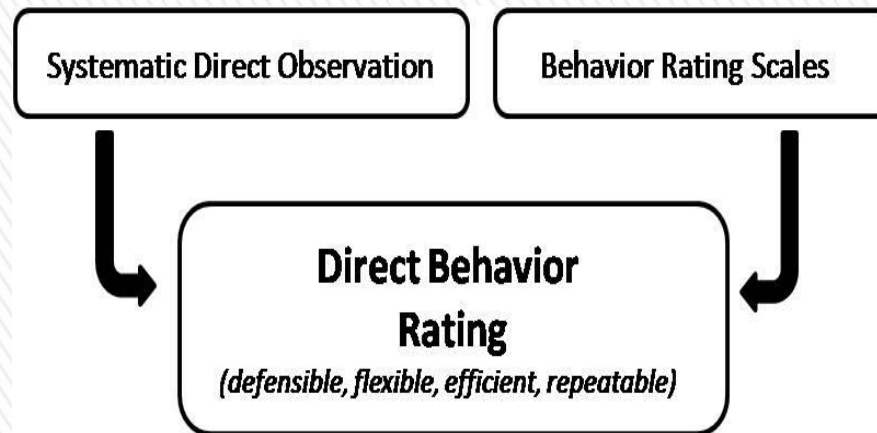 Systematic Direct Observation
Behavior Rating Scales
Direct Behavior
Rating
(defensible, flexible, efficient, repeatable)